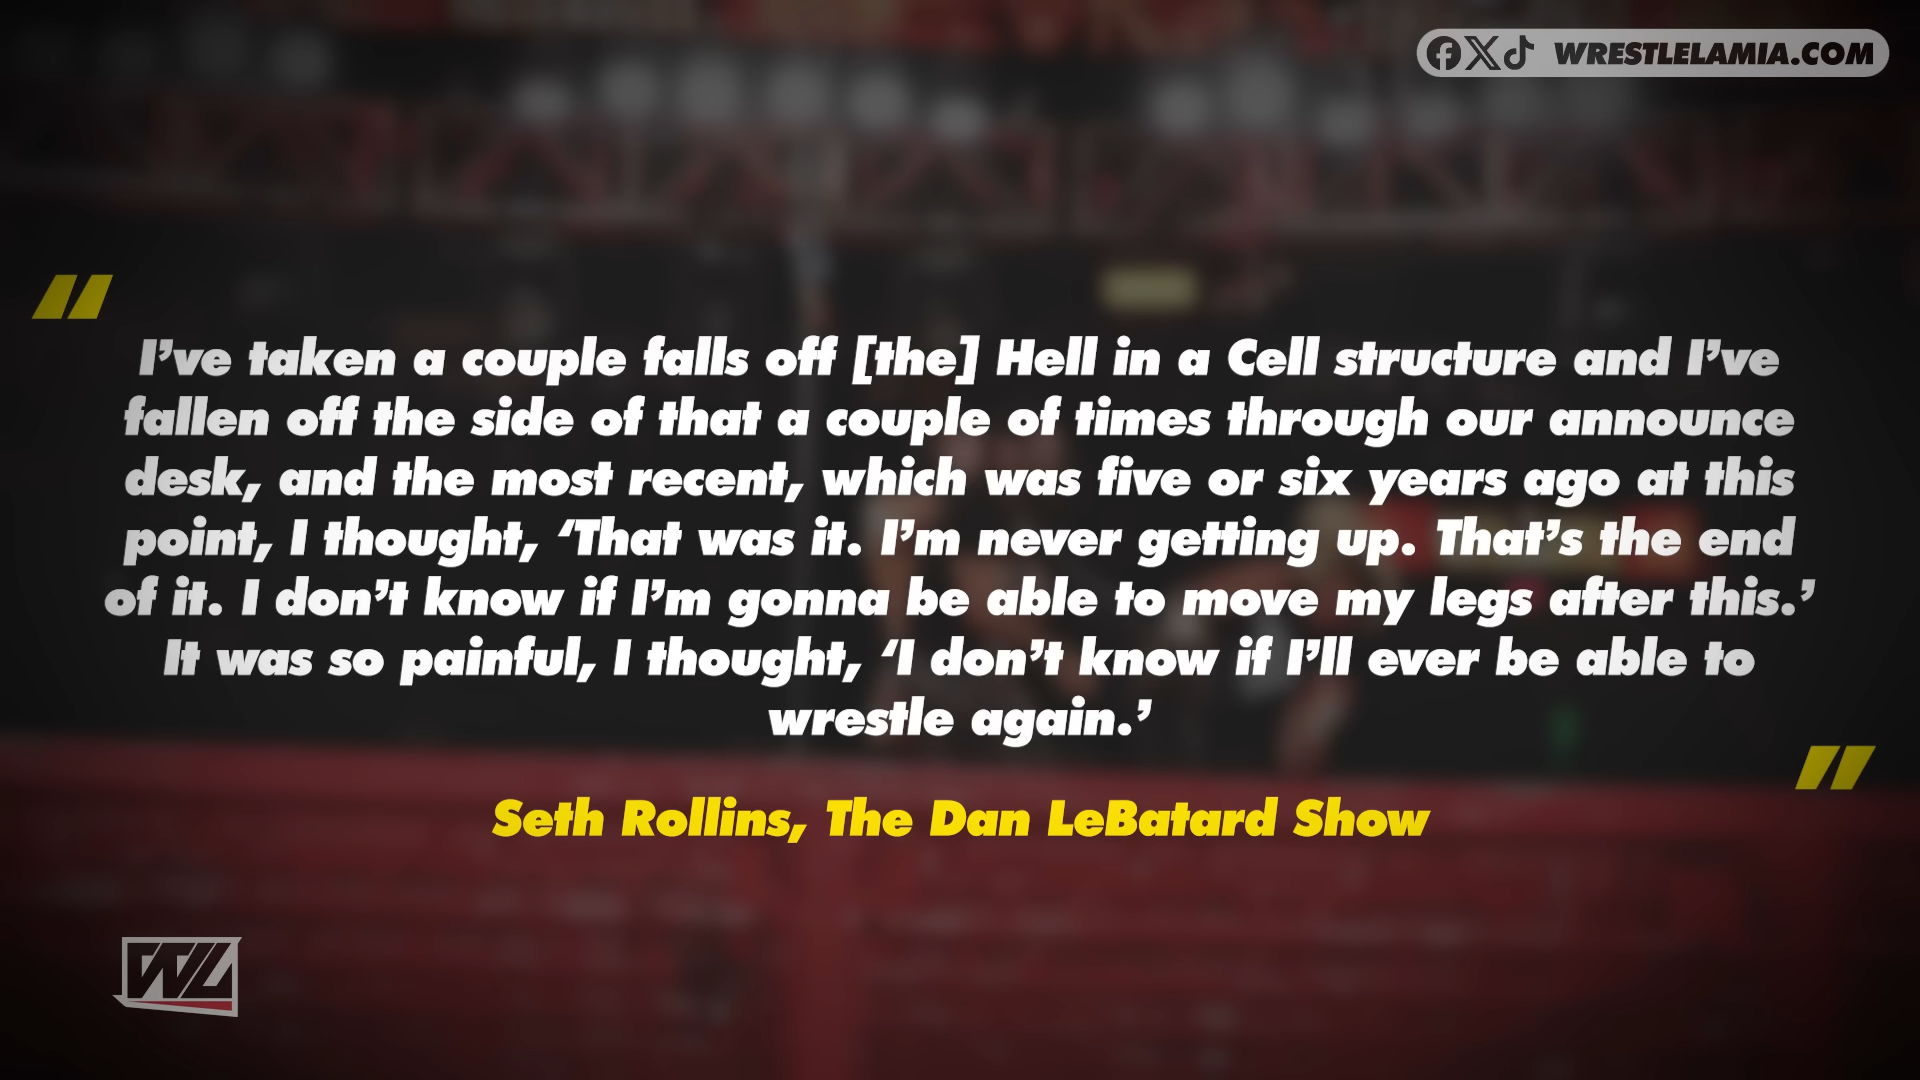 WRESTLELAMIA.COM
I’ve taken a couple falls off [the] Hell in a Cell structure and I’ve
fallen off the side of that a couple of times through our announce
desk, and the most recent, which was five or six years ago at this
point, I thought, ‘That was it. I’m never getting up. That’s the end
of it. I don’t know if I’m gonna be able to move my legs after this.’
It was so painful, I thought, ‘I don’t know if I’ll ever be able to
wrestle again.’
Seth Rollins, The Dan LeBatard Show
WL